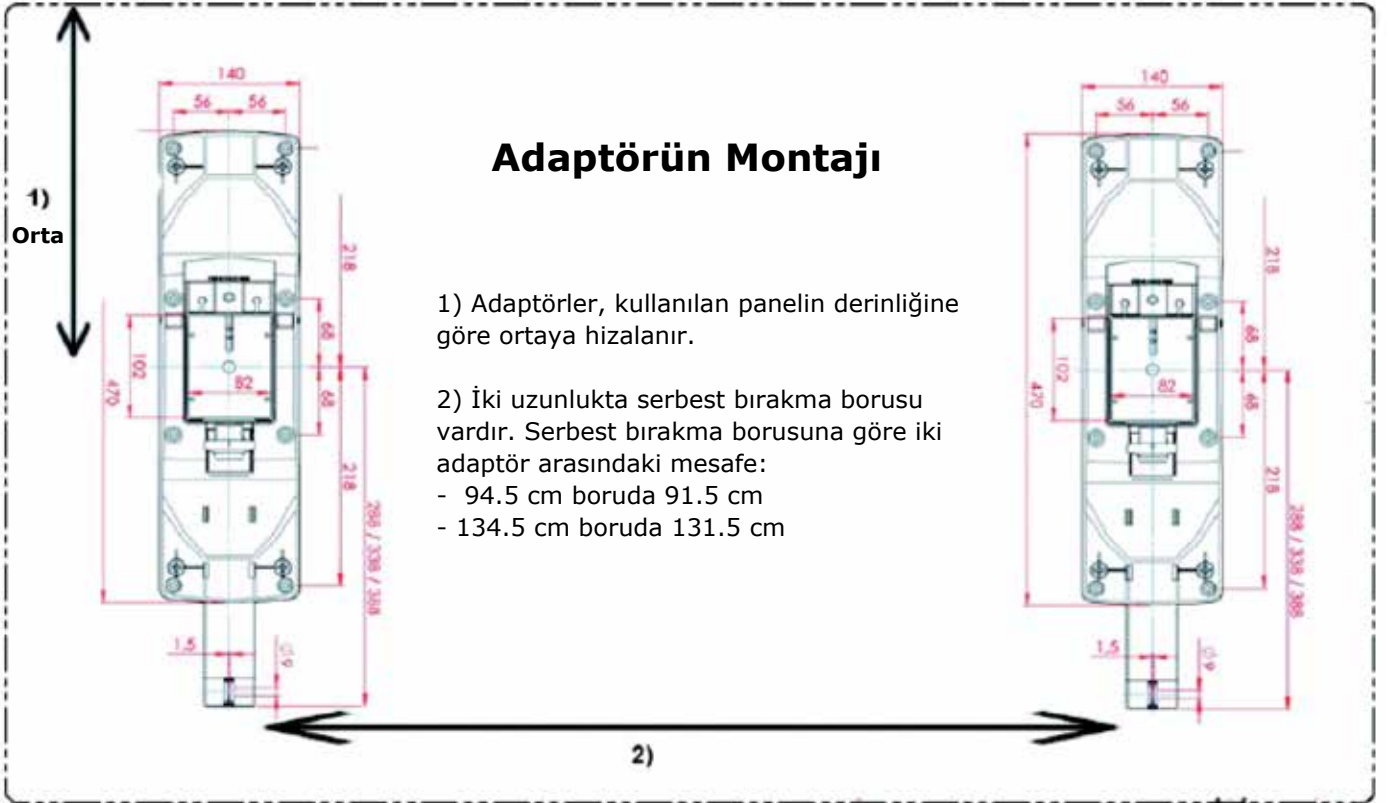 Adaptörün Montajı
1)
Orta
1) Adaptörler, kullanılan panelin derinliğine
göre ortaya hizalanır.
2) İki uzunlukta serbest bırakma borusu
vardır. Serbest bırakma borusuna göre iki
adaptör arasındaki mesafe:
- 94.5 cm boruda 91.5 cm
- 134.5 cm boruda 131.5 cm
140
56 56
218
68
102
82
470
68
218
288 / 338 / 388
1,5
∅9
140
56 56
218
68
102
82
470
68
218
288 / 338 / 388
1,5
∅9
2)